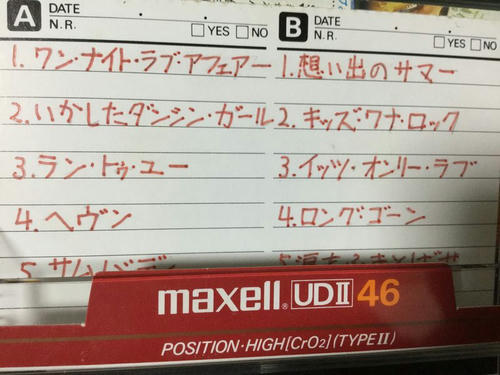 A DATE
N.R. □YES □NO
1. ワン・ナイト・ラブ・アフェアー
2. いかしたダンシン・ガール
3. ラン・トゥ・ユー
4. ヘヴン
5.
B DATE
N.R. □YES □NO
1. 想い出のサマー
2. キッズ・ワナ・ロック
3. イッツ・オンリー・ラブ
4. ロング・ゴーン
5.
maxell® UDII 46
POSITION・HIGH[CrO2](TYPE II)